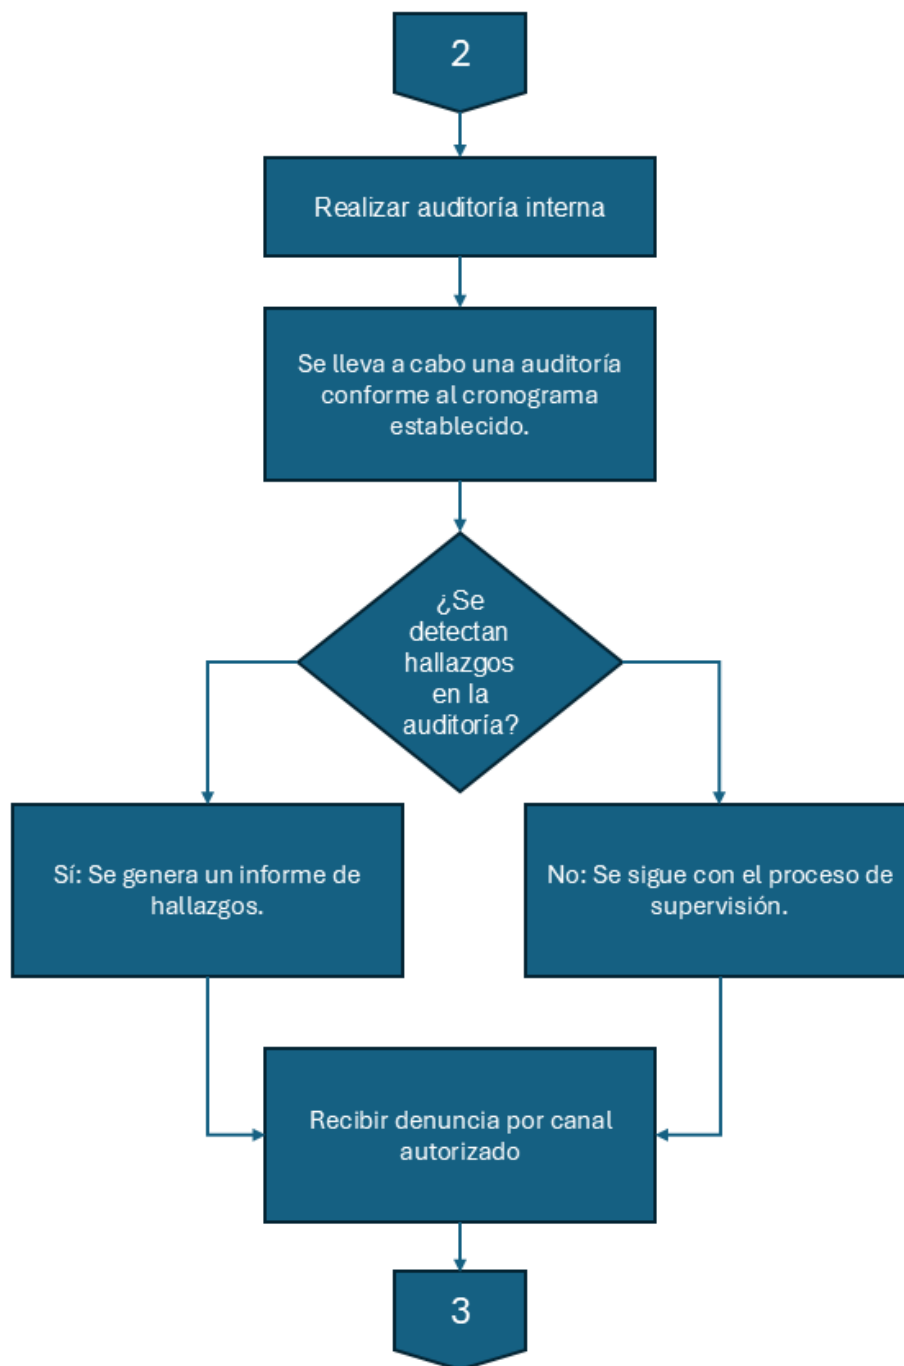 2
Realizar auditoría interna
Se lleva a cabo una auditoría
conforme al cronograma
establecido.
¿Se
detectan
hallazgos
en la
auditoría?
Sí: Se genera un informe de
hallazgos.
No: Se sigue con el proceso de
supervisión.
Recibir denuncia por canal
autorizado
3